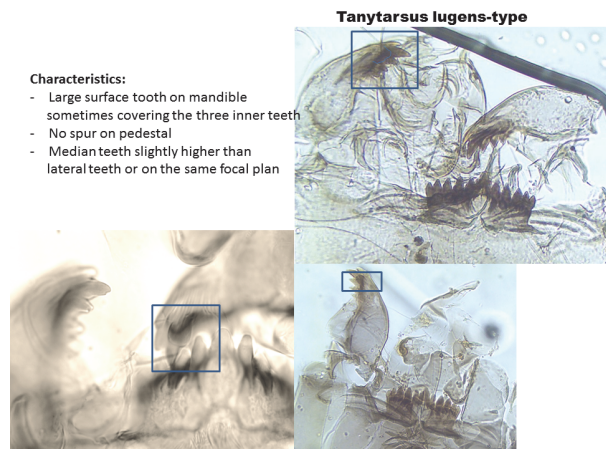 Tanytarsus lugens-type
Characteristics:
- Large surface tooth on mandible
sometimes covering the three inner teeth
- No spur on pedestal
- Median teeth slightly higher than
lateral teeth or on the same focal plan